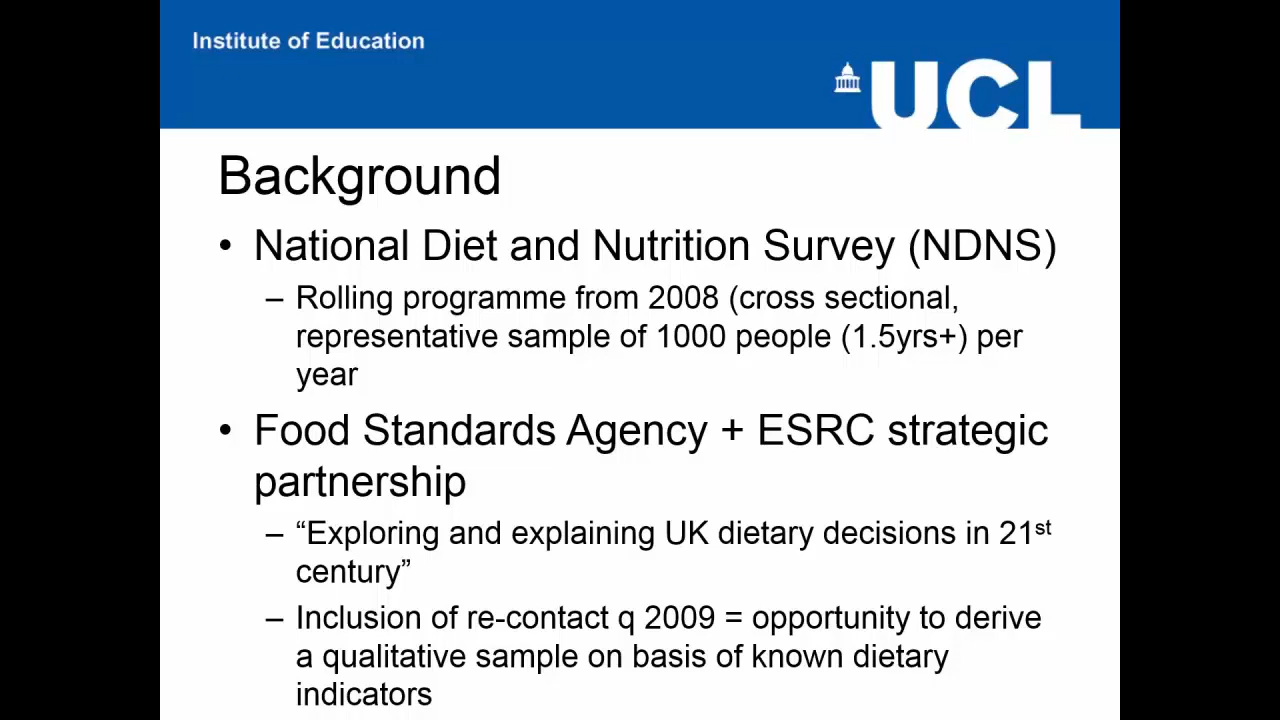 Institute of Education
UCL
Background
• National Diet and Nutrition Survey (NDNS)
– Rolling programme from 2008 (cross sectional,
representative sample of 1000 people (1.5yrs+) per
year
• Food Standards Agency + ESRC strategic
partnership
– “Exploring and explaining UK dietary decisions in 21st
century”
– Inclusion of re-contact q 2009 = opportunity to derive
a qualitative sample on basis of known dietary
indicators